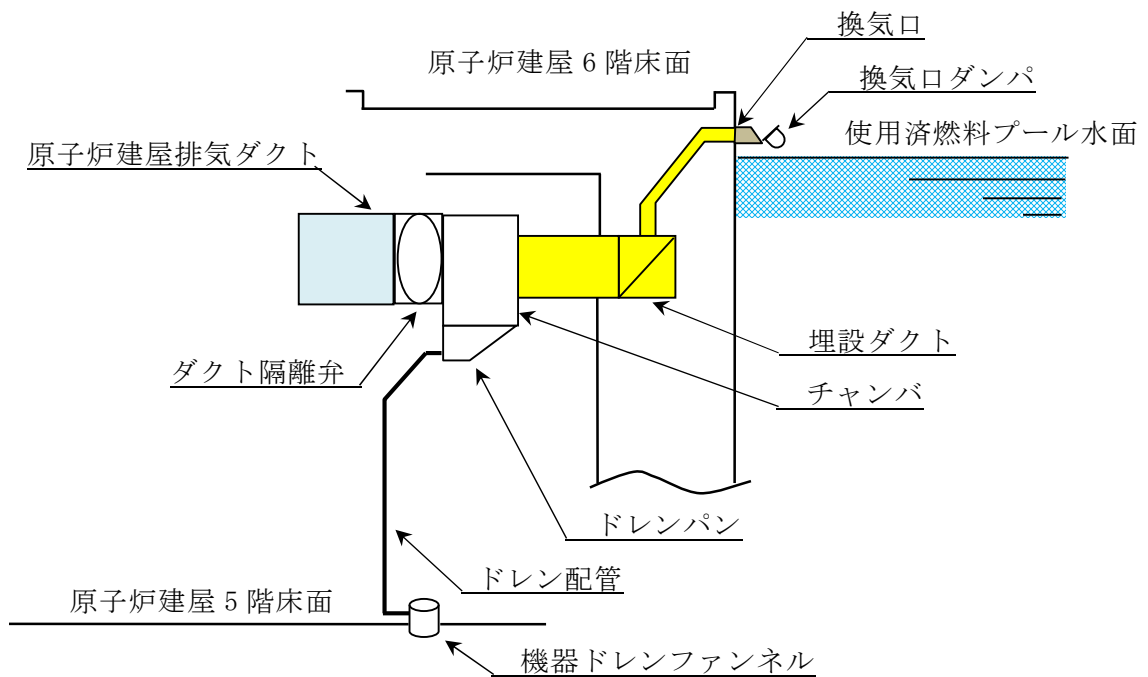 換気口
原子炉建屋6階床面
換気口ダンパ
使用済燃料プール水面
原子炉建屋排気ダクト
埋設ダクト
ダクト隔離弁
チャンバ
ドレンパン
ドレン配管
原子炉建屋5階床面
機器ドレンファンネル